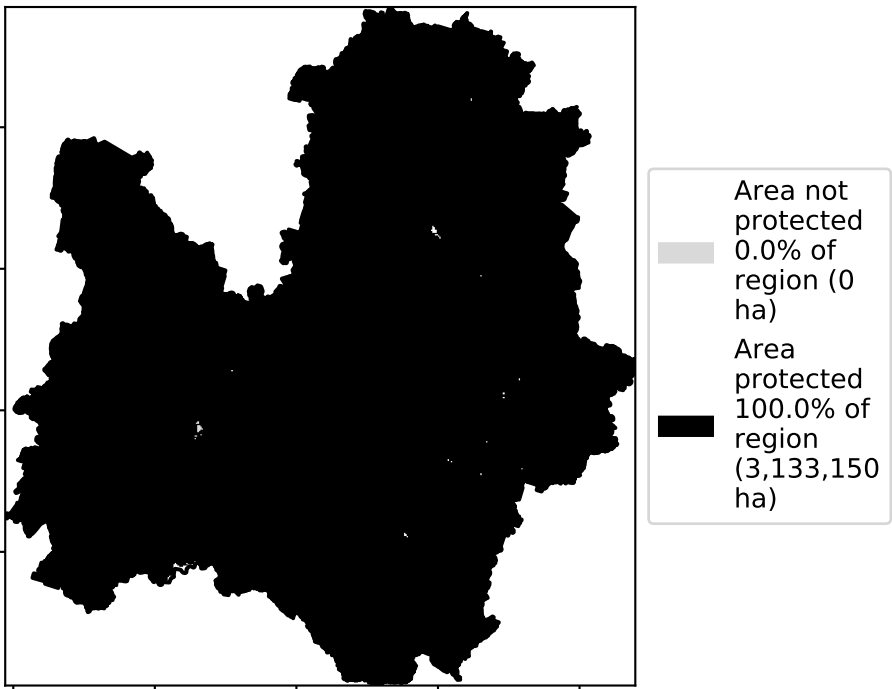 Area not
protected
0.0% of
region (0
ha)
Area
protected
100.0% of
region
(3,133,150
ha)